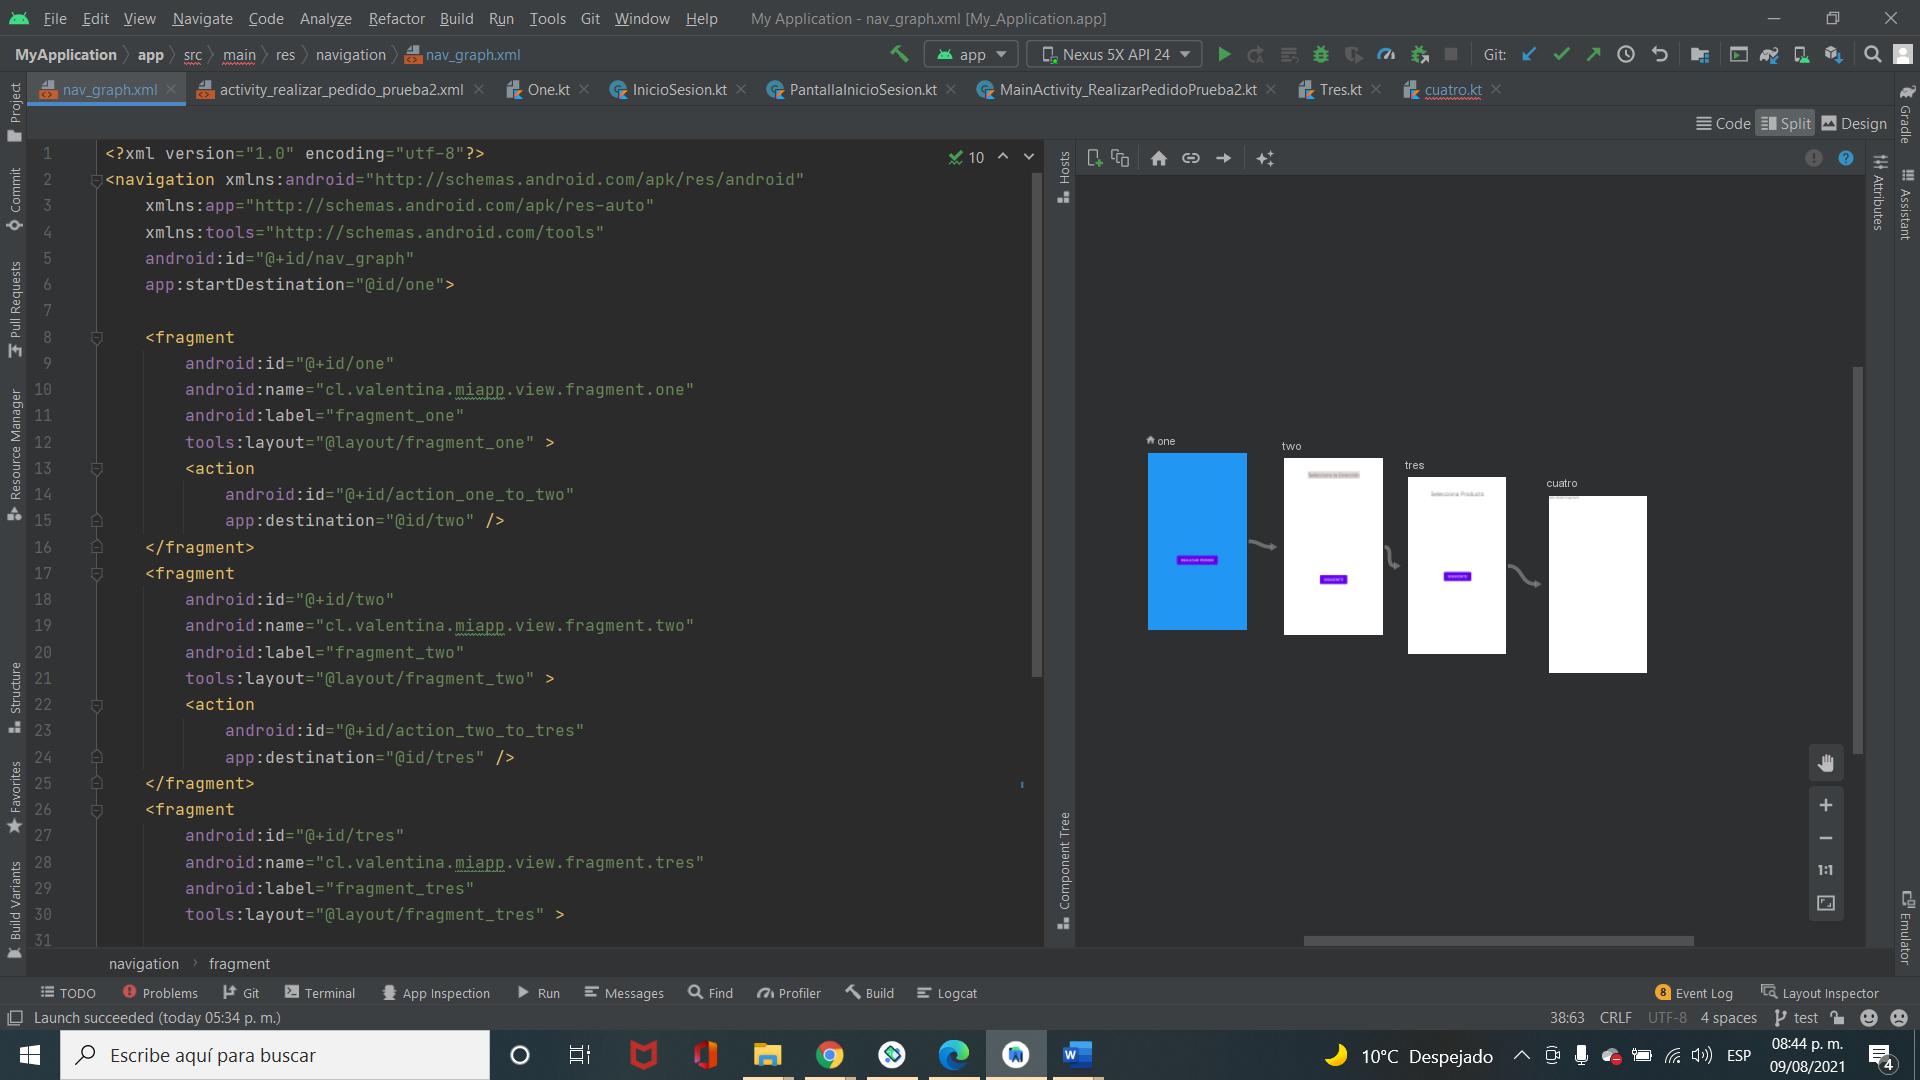 File Edit View Navigate Code Analyze Refactor Build Run Tools Git Window Help My Application - nav_graph.xml [My_Application.app]
MyApplication app src main res navigation nav_graph.xml app Nexus 5X API 24 Git:
nav_graph.xml activity_realizar_pedido_prueba2.xml One.kt InicioSesion.kt PantallaInicioSesion.kt MainActivity_RealizarPedidoPrueba2.kt Tres.kt cuatro.kt
Code Split Design
Project
Commit
Pull Requests
Resource Manager
Structure
Favorites
Build Variants
1 <?xml version="1.0" encoding="utf-8"?>
2 <navigation xmlns:android="http://schemas.android.com/apk/res/android"
3 xmlns:app="http://schemas.android.com/apk/res-auto"
4 xmlns:tools="http://schemas.android.com/tools"
5 android:id="@+id/nav_graph"
6 app:startDestination="@id/one">
7
8 <fragment
9 android:id="@+id/one"
10 android:name="cl.valentina.miapp.view.fragment.one"
11 android:label="fragment_one"
12 tools:layout="@layout/fragment_one" >
13 <action
14 android:id="@+id/action_one_to_two"
15 app:destination="@id/two" />
16 </fragment>
17 <fragment
18 android:id="@+id/two"
19 android:name="cl.valentina.miapp.view.fragment.two"
20 android:label="fragment_two"
21 tools:layout="@layout/fragment_two" >
22 <action
23 android:id="@+id/action_two_to_tres"
24 app:destination="@id/tres" />
25 </fragment>
26 <fragment
27 android:id="@+id/tres"
28 android:name="cl.valentina.miapp.view.fragment.tres"
29 android:label="fragment_tres"
30 tools:layout="@layout/fragment_tres" >
31
10
Hosts
Component Tree
one
two
Selecciona la Direccion
tres
Selecciona Producto
cuatro
1:1
Attributes
Gradle
Assistant
Emulator
navigation fragment
TODO Problems Git Terminal App Inspection Run Messages Find Profiler Build Logcat 8 Event Log Layout Inspector
Launch succeeded (today 05:34 p. m.) 38:63 CRLF UTF-8 4 spaces test
Escribe aquí para buscar 10°C Despejado ESP 08:44 p. m.
09/08/2021 4